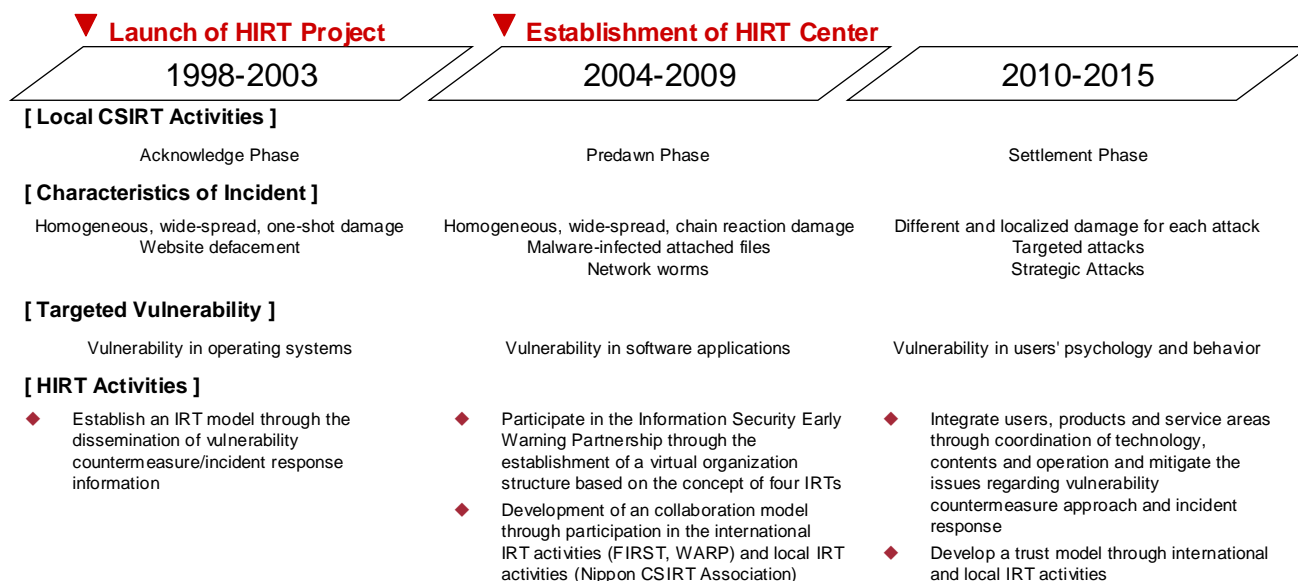 Launch of HIRT Project
Establishment of HIRT Center
1998-2003
2004-2009
2010-2015
[ Local CSIRT Activities ]
Acknowledge Phase
Predawn Phase
Settlement Phase
[ Characteristics of Incident ]
Homogeneous, wide-spread, one-shot damage
Website defacement
Homogeneous, wide-spread, chain reaction damage
Malware-infected attached files
Network worms
Different and localized damage for each attack
Targeted attacks
Strategic Attacks
[ Targeted Vulnerability ]
Vulnerability in operating systems
Vulnerability in software applications
Vulnerability in users' psychology and behavior
[ HIRT Activities ]
Establish an IRT model through the
dissemination of vulnerability
countermeasure/incident response
information
Participate in the Information Security Early
Warning Partnership through the
establishment of a virtual organization
structure based on the concept of four IRTs
Development of an collaboration model
through participation in the international
IRT activities (FIRST, WARP) and local IRT
activities (Nippon CSIRT Association)
Integrate users, products and service areas
through coordination of technology,
contents and operation and mitigate the
issues regarding vulnerability
countermeasure approach and incident
response
Develop a trust model through international
and local IRT activities